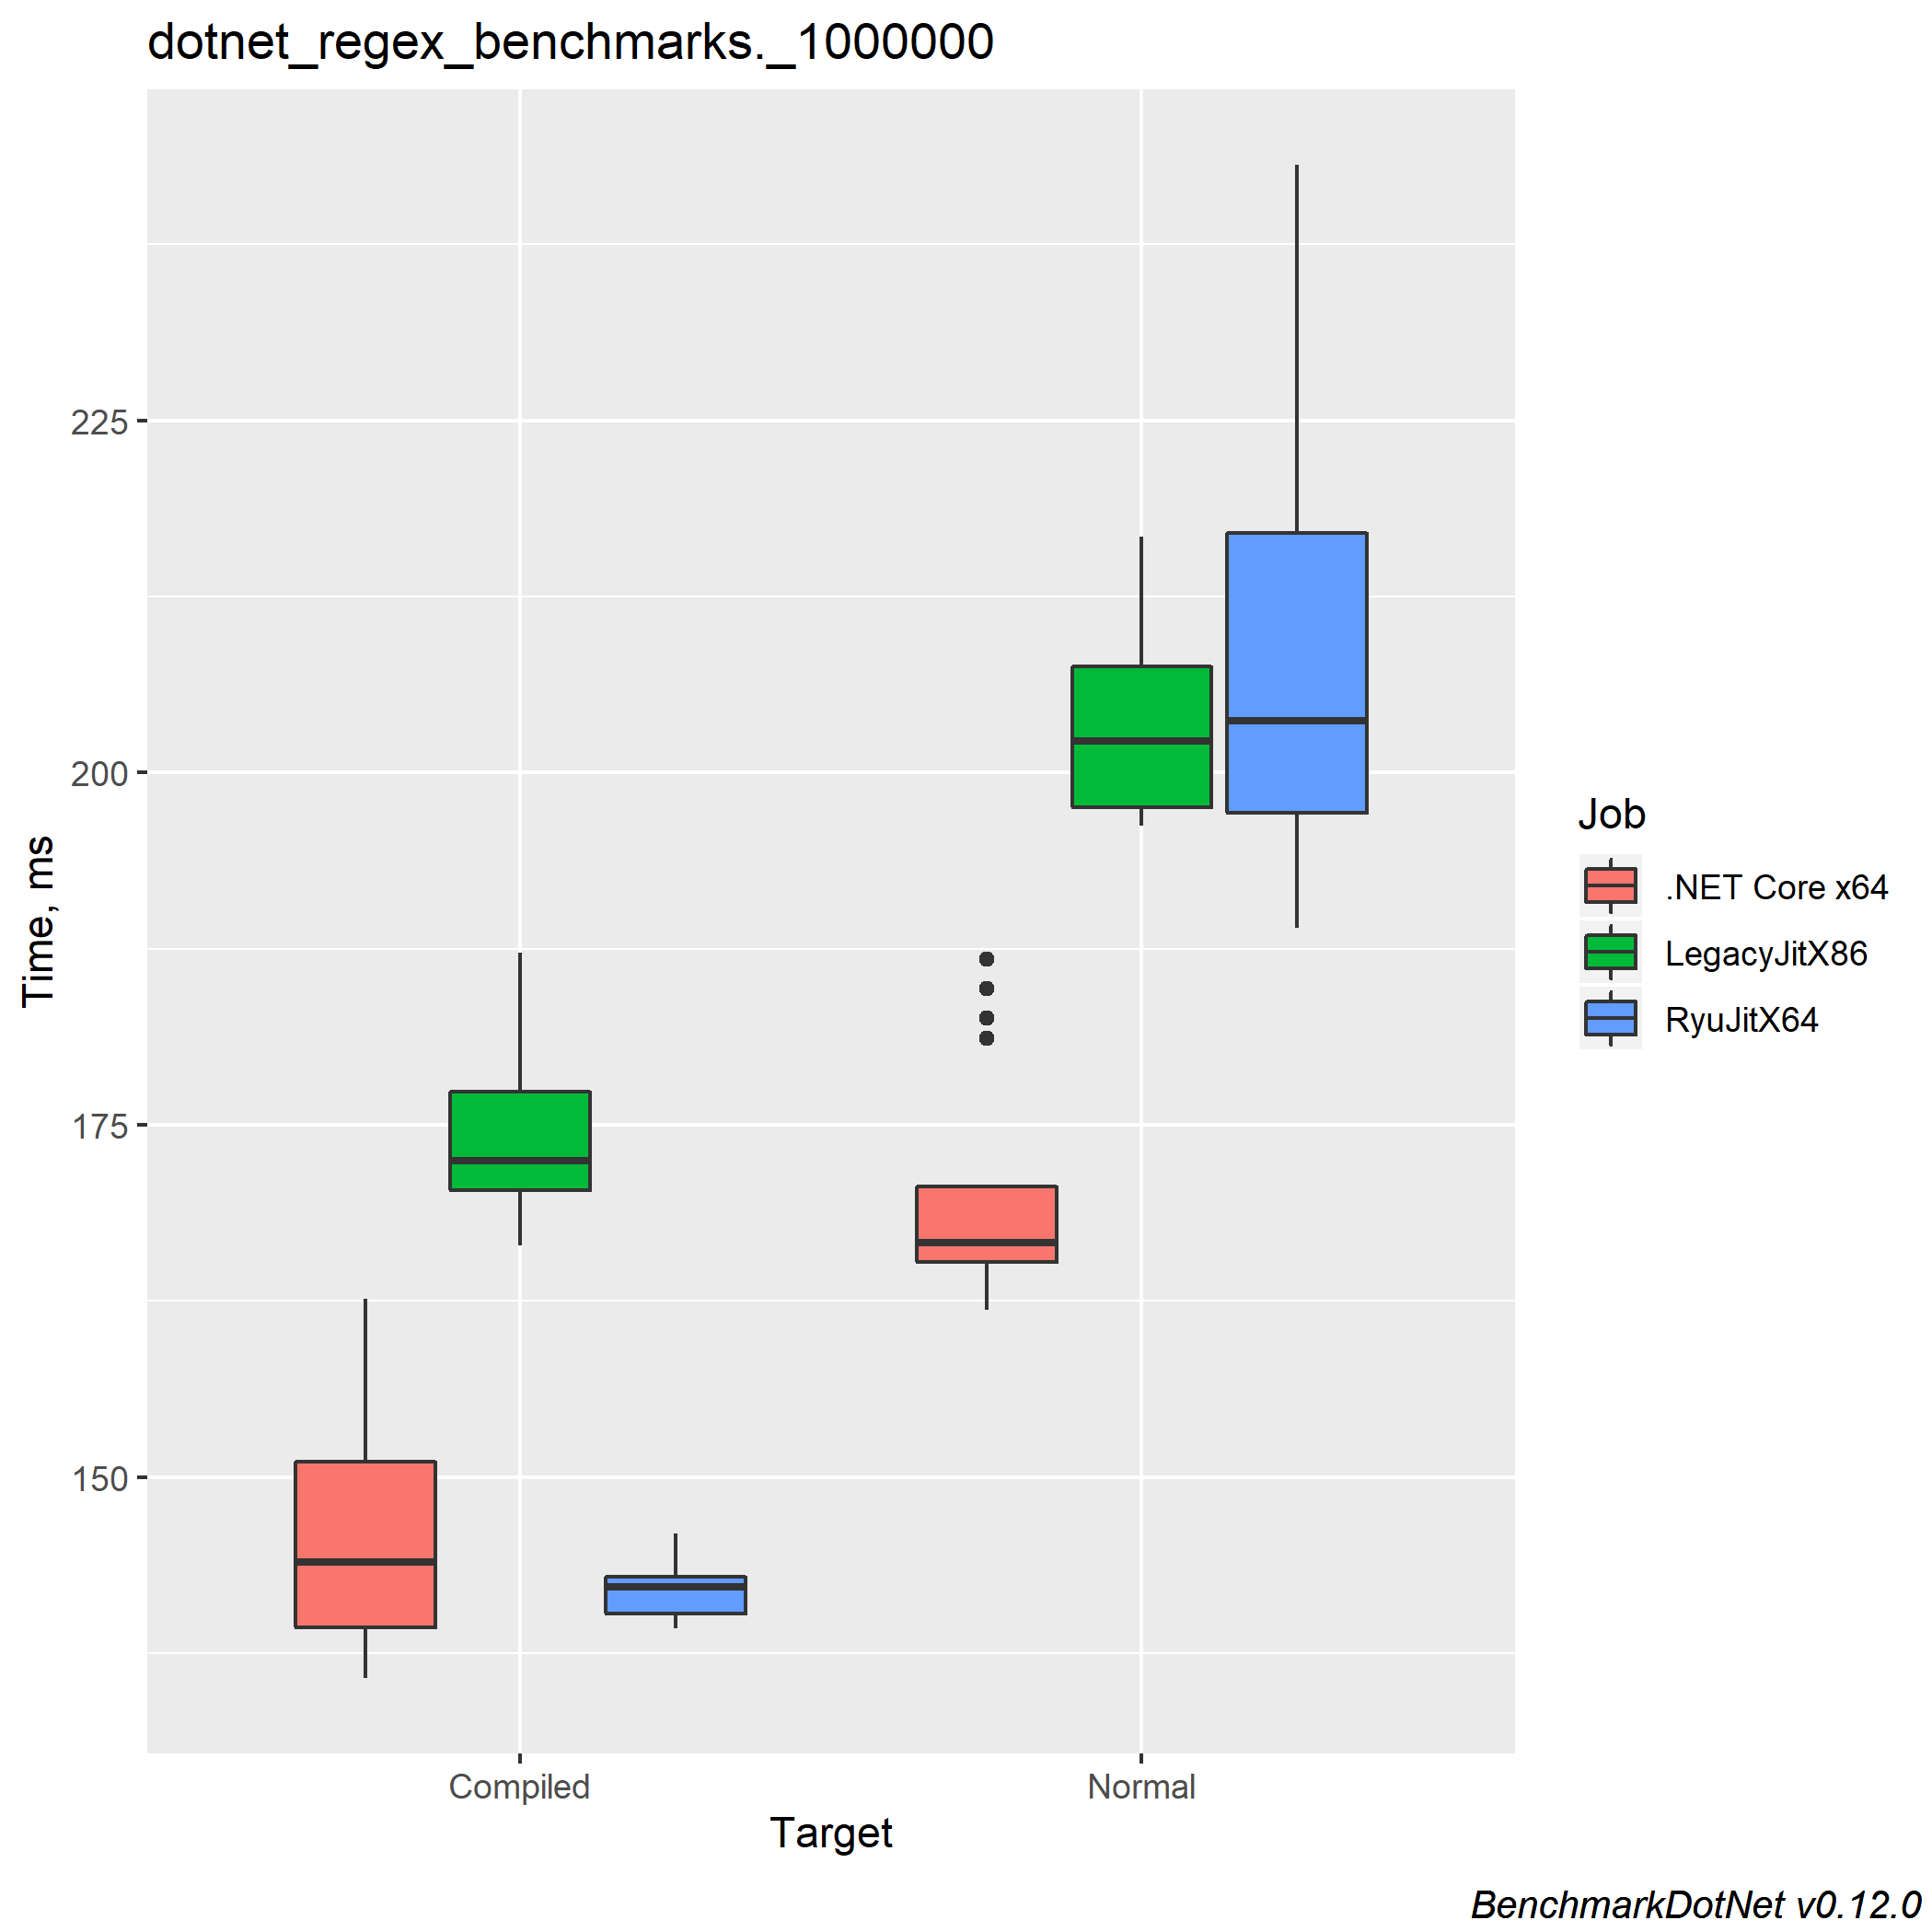 dotnet_regex_benchmarks._1000000
225
200
175
150
Time, ms
Compiled
Normal
Target
Job
.NET Core x64
LegacyJitX86
RyuJitX64
BenchmarkDotNet v0.12.0